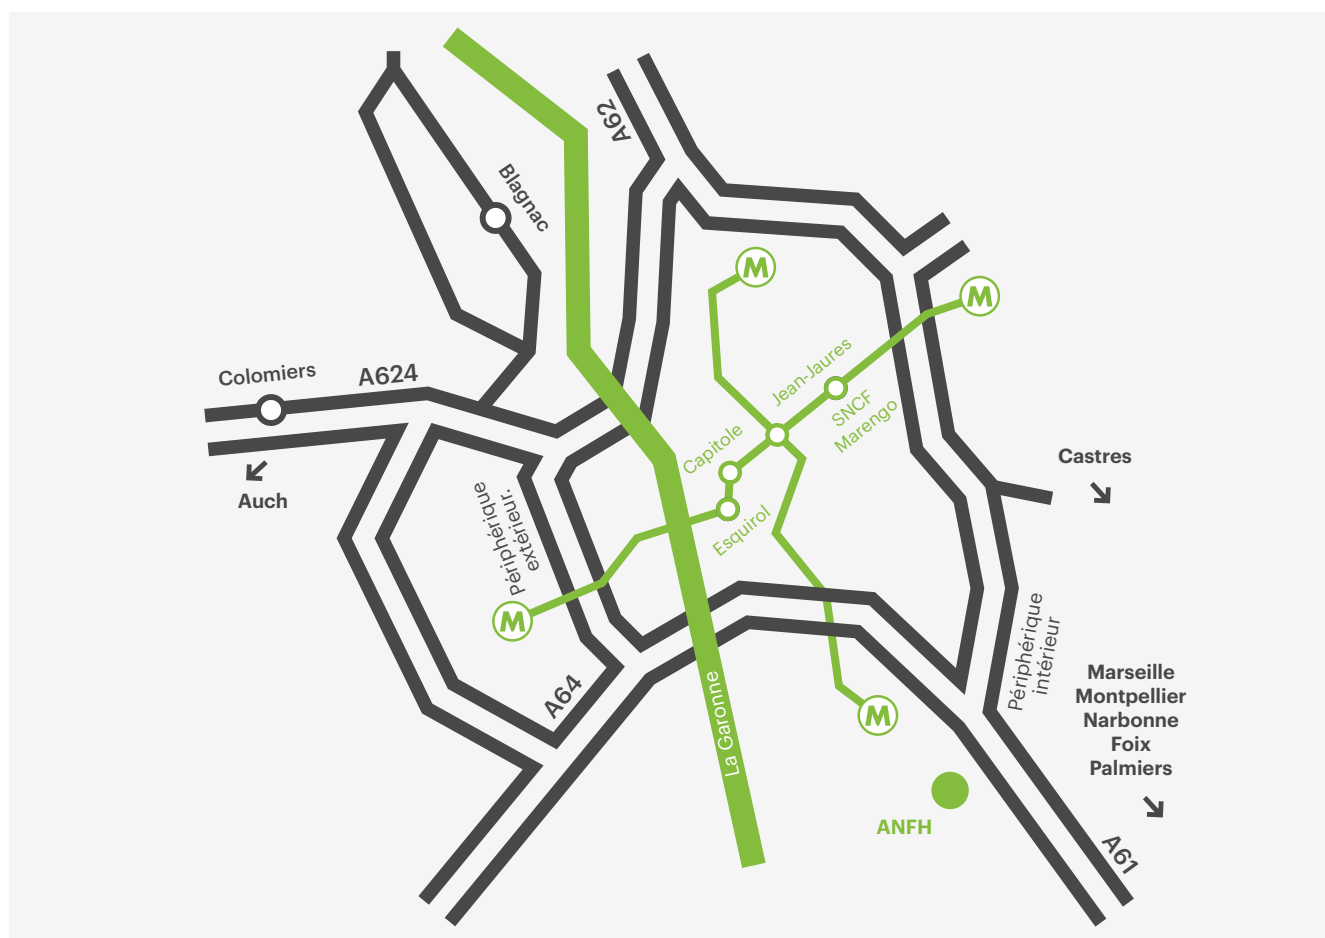 A62
Blagnac
M
M
Colomiers
A624
Jean-Jaures
SNCF
Marengo
Capitole
Castres
Auch
Périphérique
extérieur.
Esquirol
M
Périphérique
intérieur
A64
La Garonne
M
Marseille
Montpellier
Narbonne
Foix
Palmiers
ANFH
A61